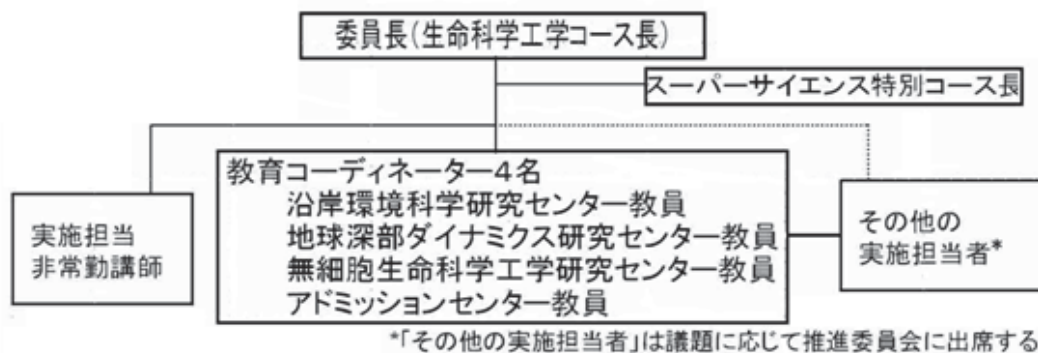 委員長(生命科学工学コース長)
スーパーサイエンス特別コース長
教育コーディネーター4名
沿岸環境科学研究センター教員
地球深部ダイナミクス研究センター教員
無細胞生命科学工学研究センター教員
アドミッションセンター教員
実施担当
非常勤講師
その他の
実施担当者*
*「その他の実施担当者」は議題に応じて推進委員会に出席する